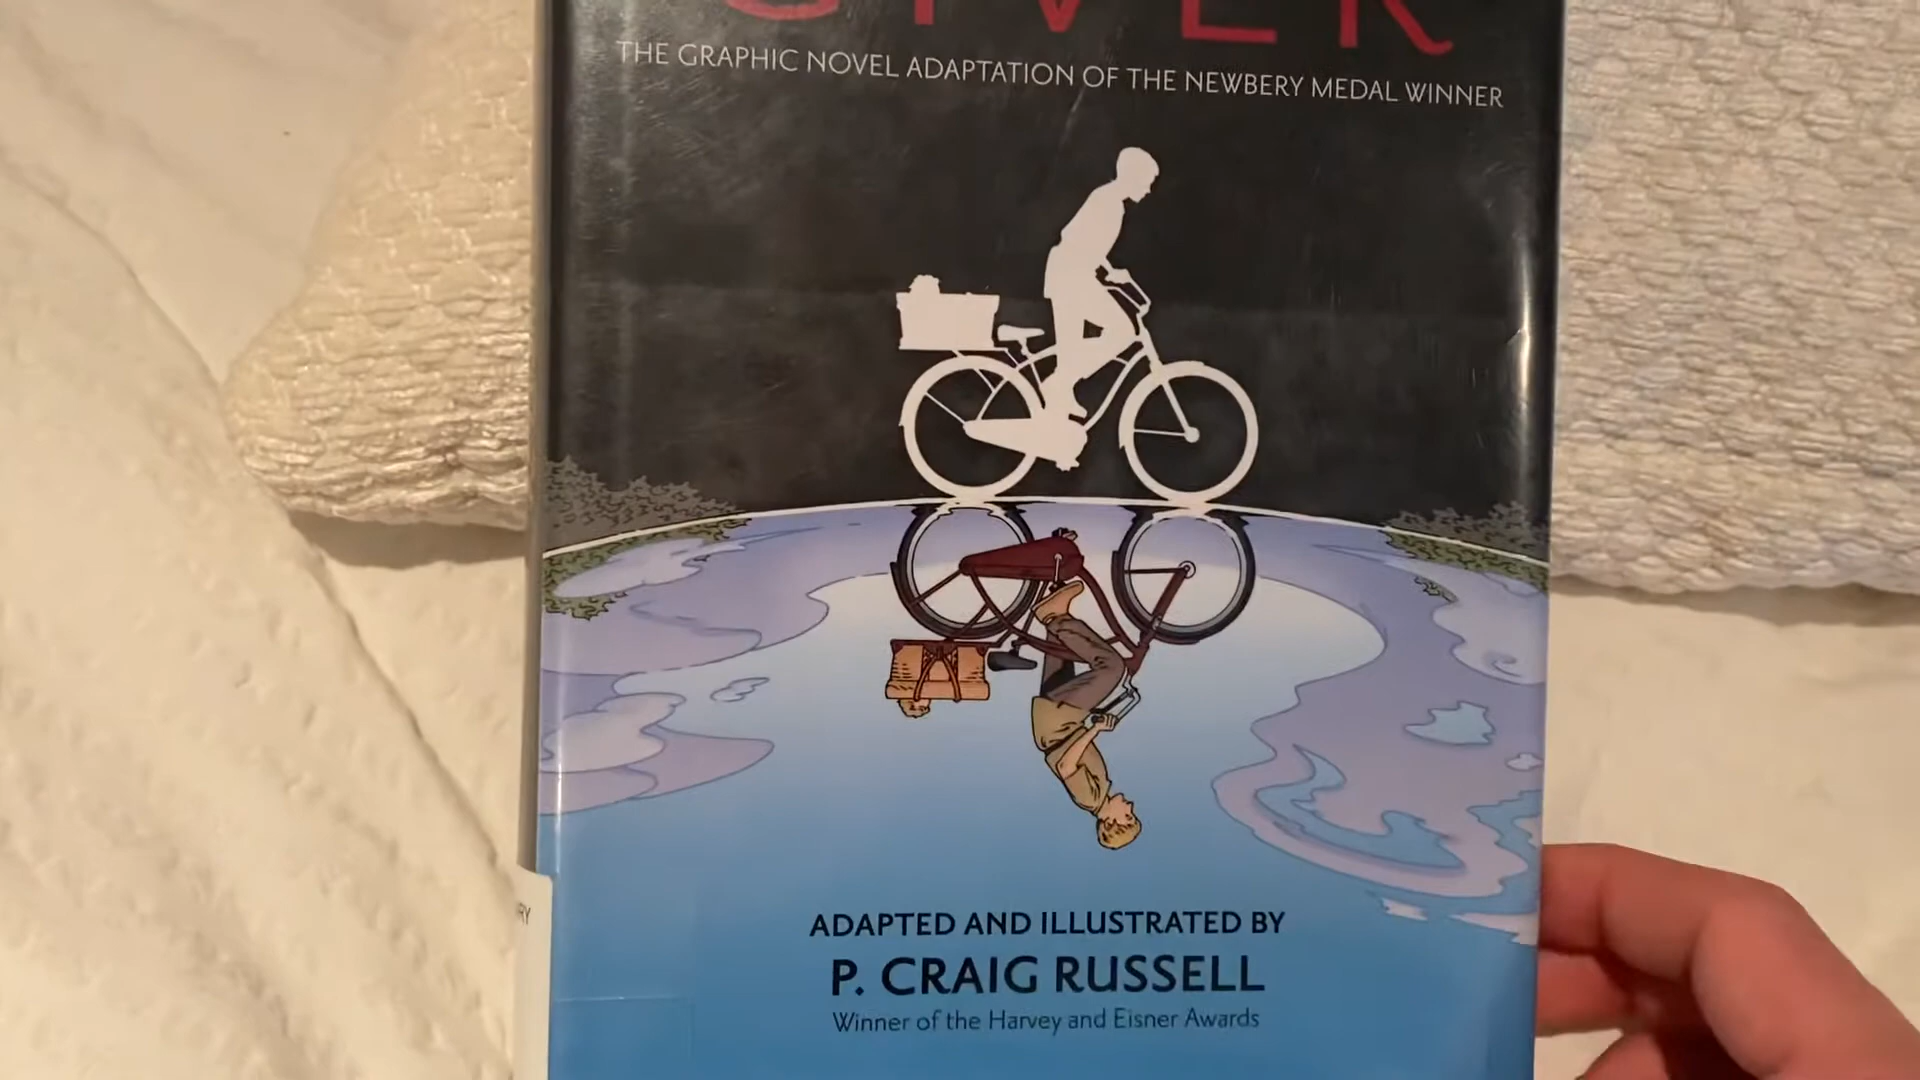 GIVER
THE GRAPHIC NOVEL ADAPTATION OF THE NEWBERY MEDAL WINNER
ADAPTED AND ILLUSTRATED BY
P. CRAIG RUSSELL
Winner of the Harvey and Eisner Awards